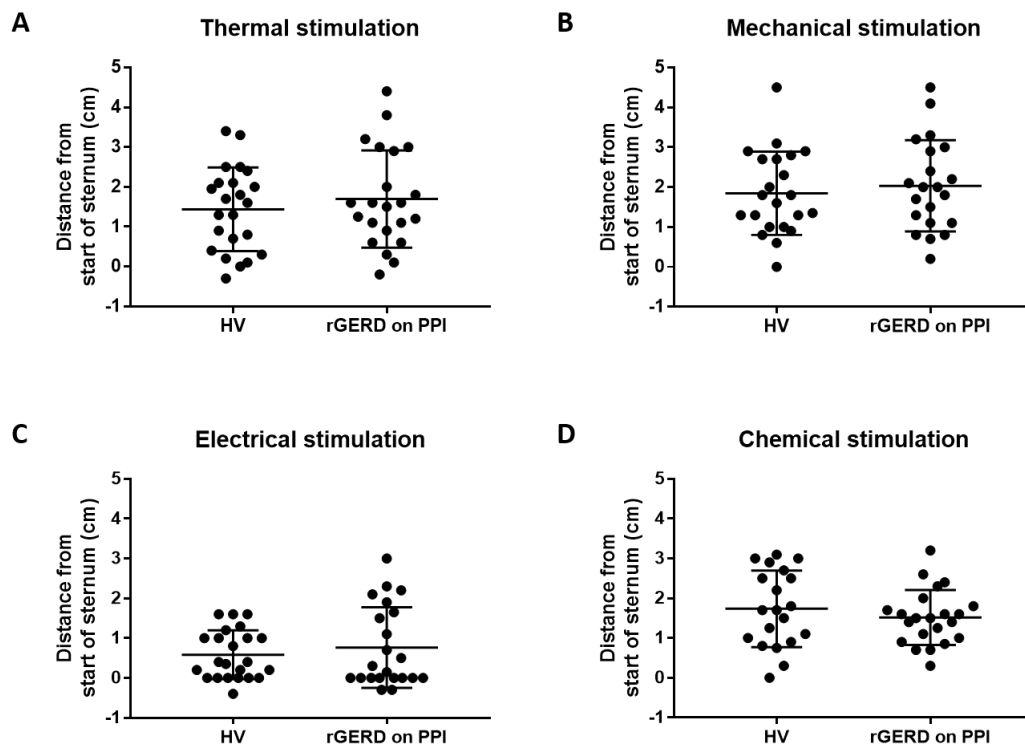 A
Thermal stimulation
Distance from
start of sternum (cm)
5
4
3
2
1
0
-1
HV
rGERD on PPI
B
Mechanical stimulation
Distance from
start of sternum (cm)
5
4
3
2
1
0
-1
HV
rGERD on PPI
C
Electrical stimulation
Distance from
start of sternum (cm)
5
4
3
2
1
0
-1
HV
rGERD on PPI
D
Chemical stimulation
Distance from
start of sternum (cm)
5
4
3
2
1
0
-1
HV
rGERD on PPI